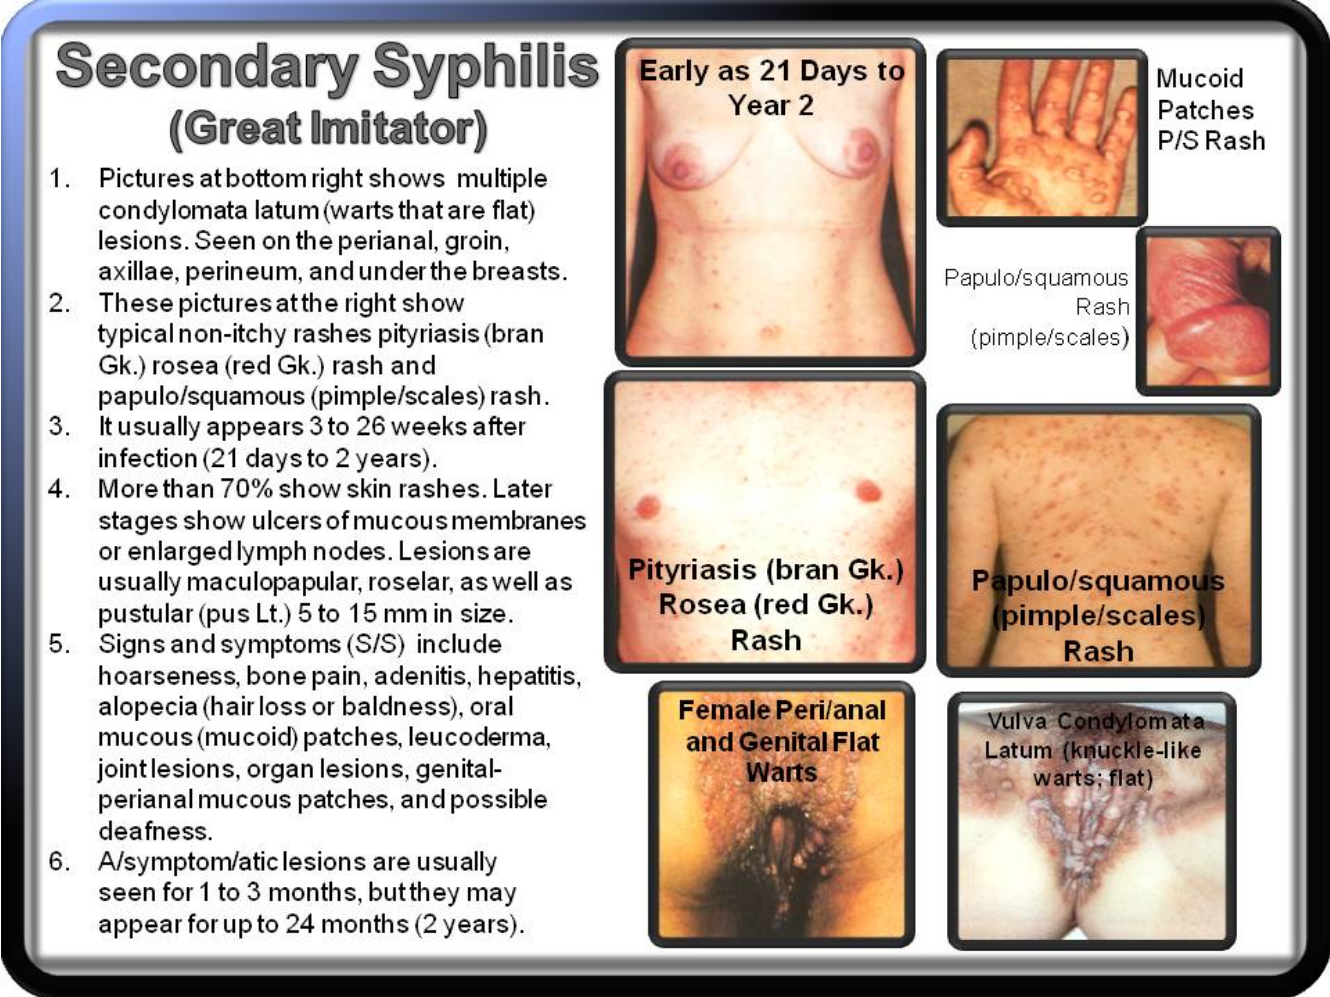 Secondary Syphilis
(Great Imitator)
1. Pictures at bottom right shows multiple
condylomata latum (warts that are flat)
lesions. Seen on the perianal, groin,
axillae, perineum, and under the breasts.
2. These pictures at the right show
typical non-itchy rashes pityriasis (bran
Gk.) rosea (red Gk.) rash and
papulo/squamous (pimple/scales) rash.
3. It usually appears 3 to 26 weeks after
infection (21 days to 2 years).
4. More than 70% show skin rashes. Later
stages show ulcers of mucous membranes
or enlarged lymph nodes. Lesions are
usually maculopapular, roselar, as well as
pustular (pus Lt.) 5 to 15 mm in size.
5. Signs and symptoms (S/S) include
hoarseness, bone pain, adenitis, hepatitis,
alopecia (hair loss or baldness), oral
mucous (mucoid) patches, leucoderma,
joint lesions, organ lesions, genital-
perianal mucous patches, and possible
deafness.
6. A/symptom/atic lesions are usually
seen for 1 to 3 months, but they may
appear for up to 24 months (2 years).
Early as 21 Days to
Year 2
Mucoid
Patches
P/S Rash
Papulo/squamous
Rash
(pimple/scales)
Pityriasis (bran Gk.)
Rosea (red Gk.)
Rash
Papulo/squamous
(pimple/scales)
Rash
Female Peri/anal
and Genital Flat
Warts
Vulva Condylomata
Latum (knuckle-like
warts; flat)